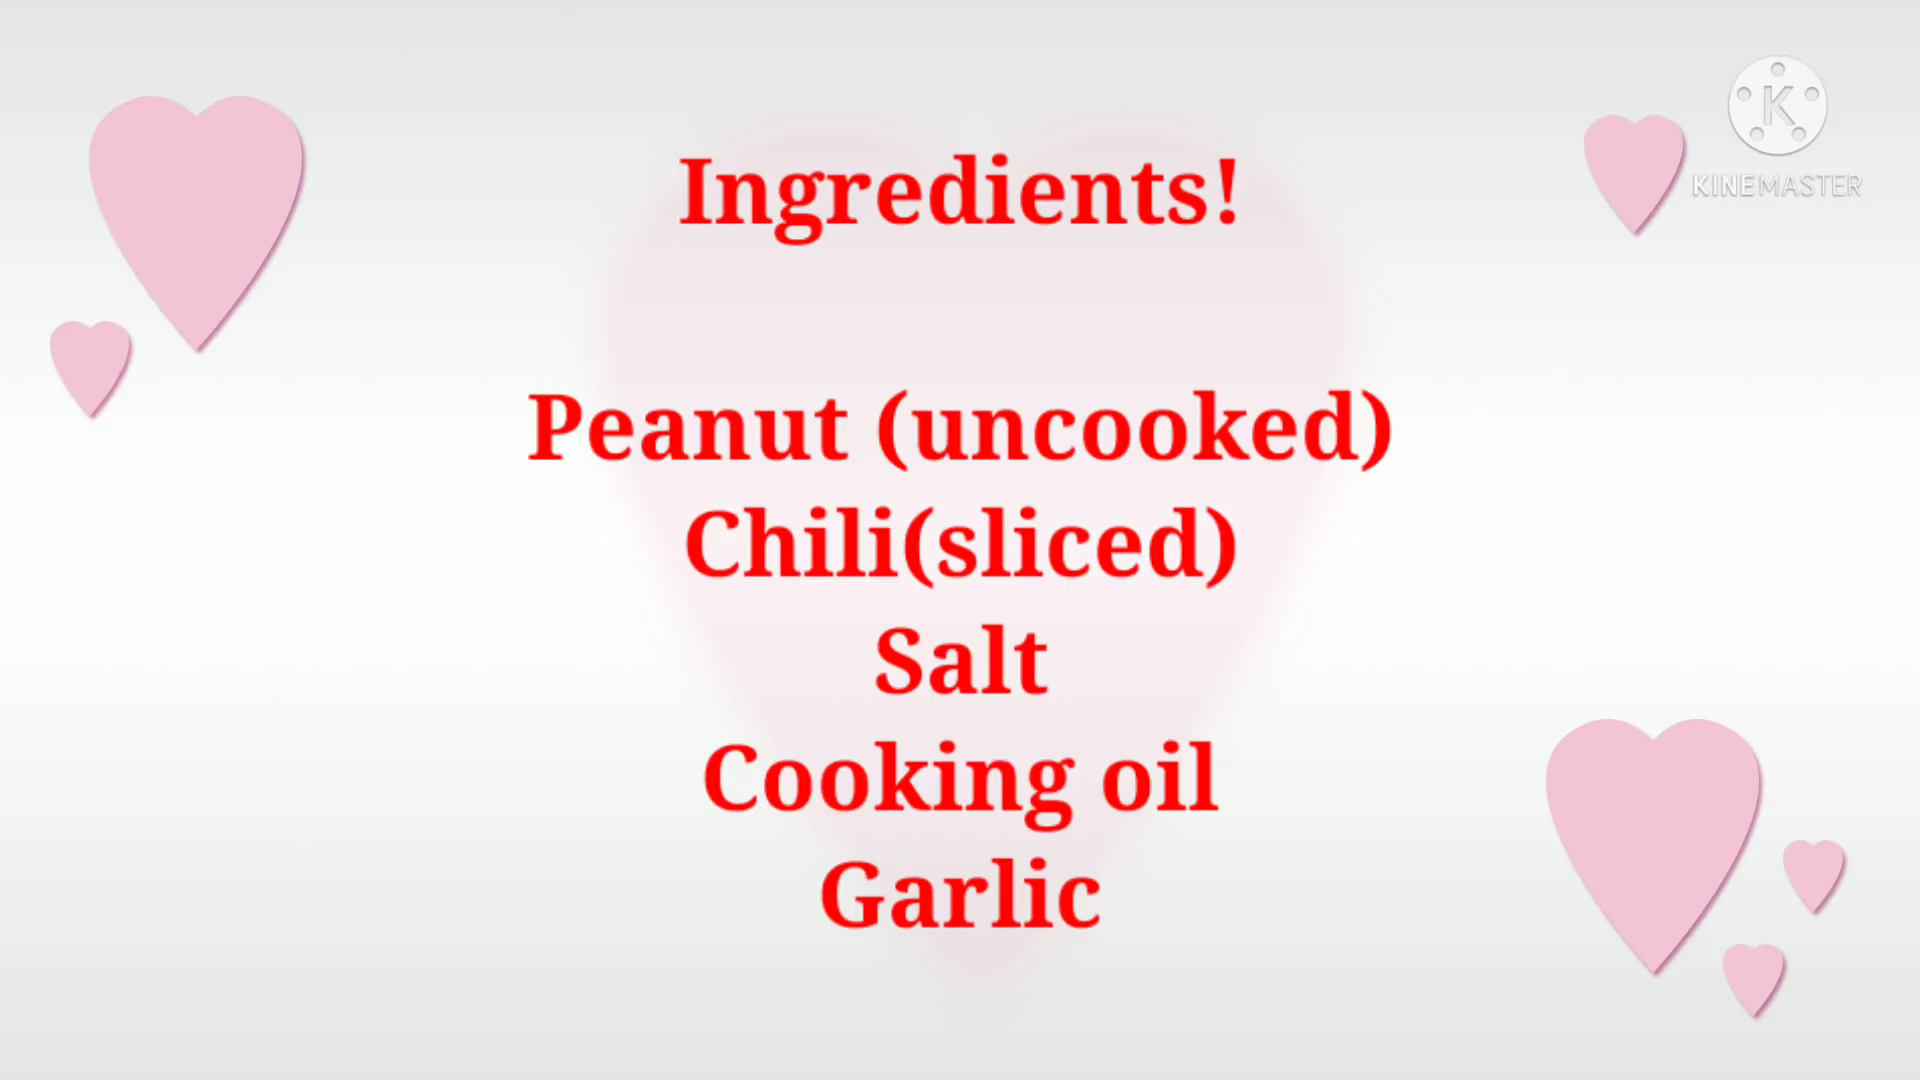 K
KINEMASTER
Ingredients!
Peanut (uncooked)
Chili(sliced)
Salt
Cooking oil
Garlic